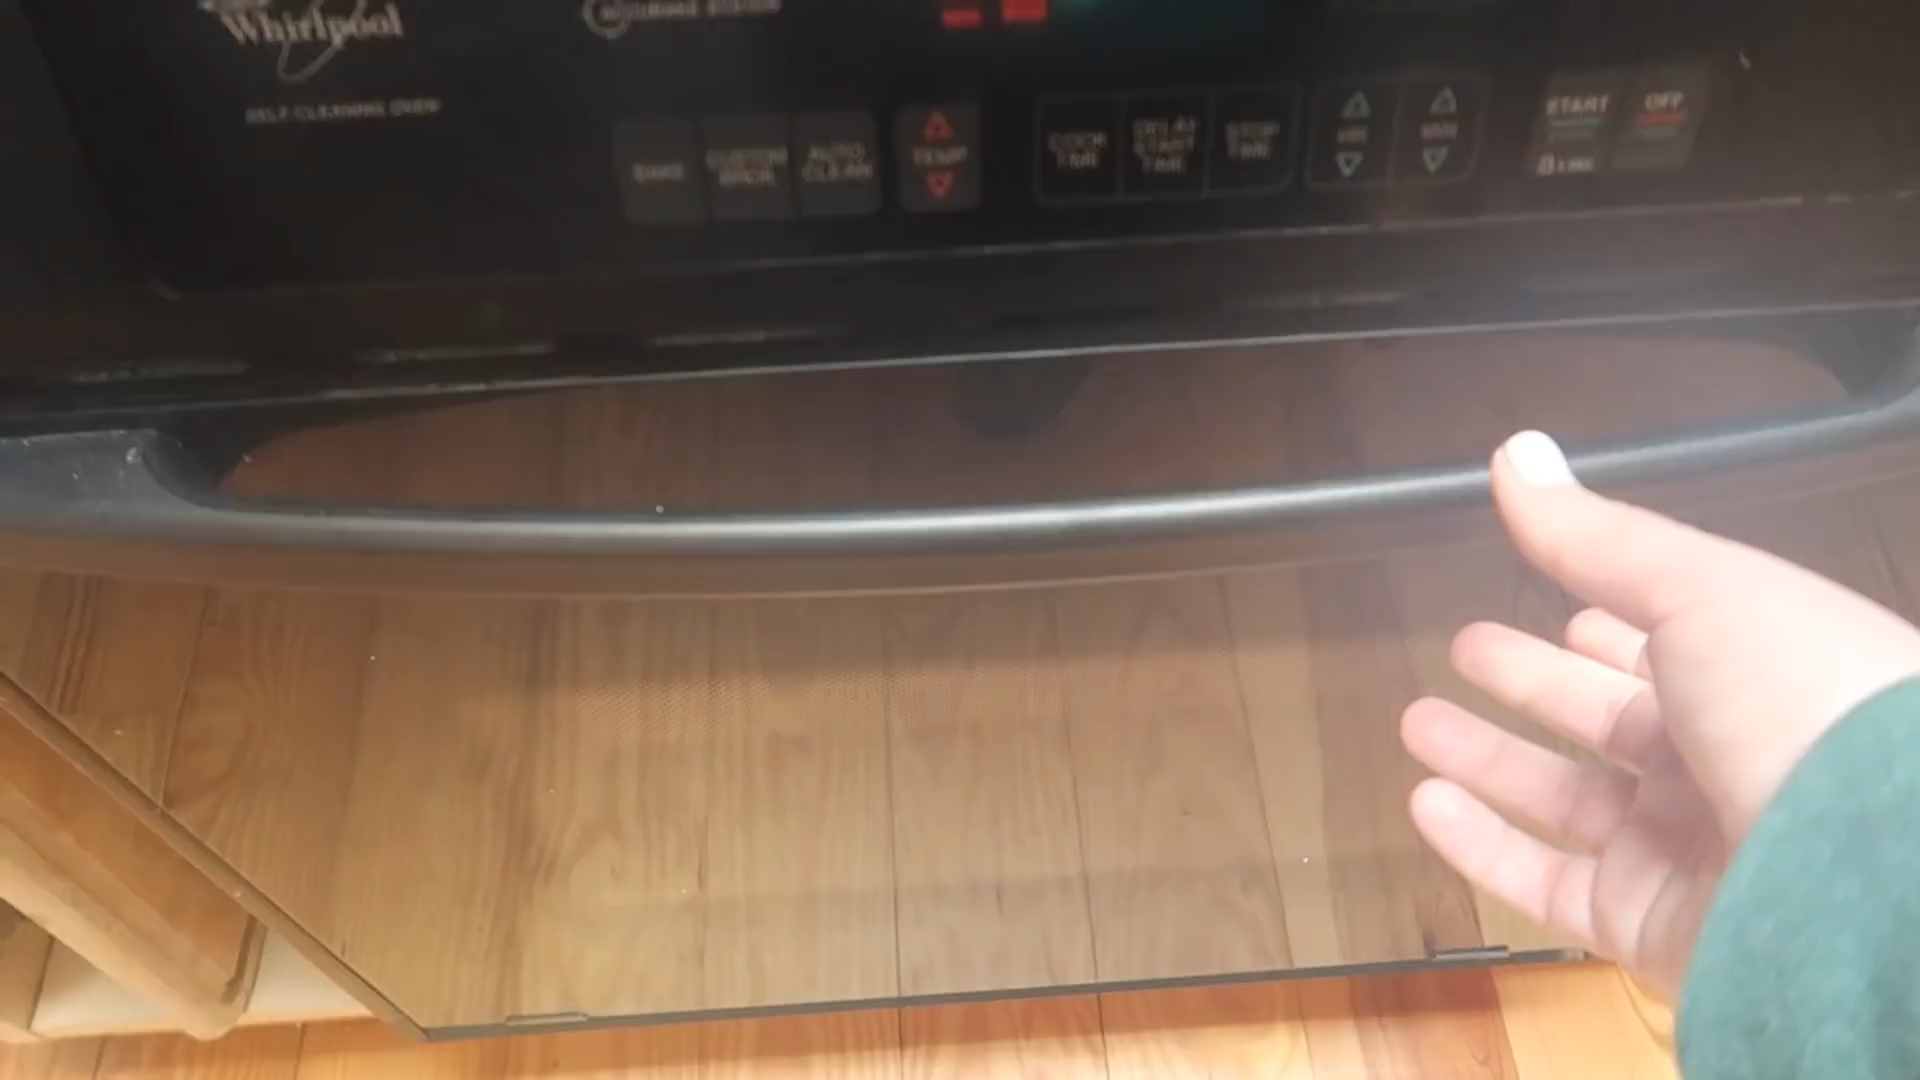 Whirlpool
SELF-CLEANING OVEN
BAKE
CUSTOM
BROIL
AUTO
CLEAN
TEMP
COOK
TIME
DELAY
START
TIME
STOP
TIME
HR
MIN
START
OFF